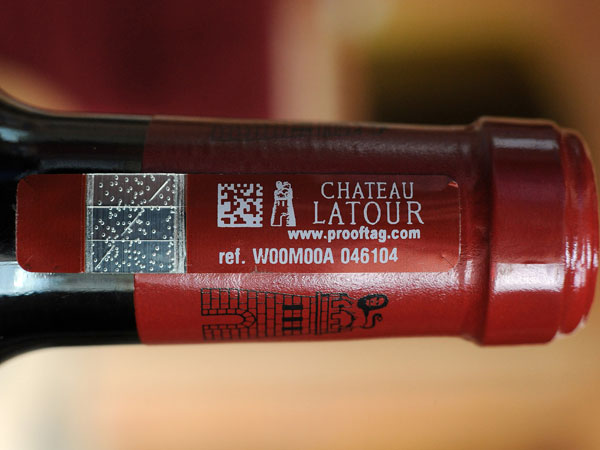 CHATEAU
LATOUR
www.prooftag.com
ref. W00M00A 046104